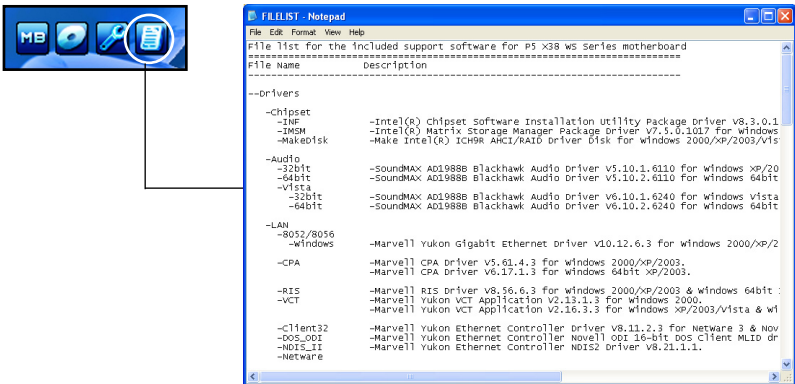 MB
FILELIST - Notepad
File Edit Format View Help
File list for the included support software for P5 X38 WS Series motherboard
================================================================================
File Name Description
--------------------------------------------------------------------------------
--Drivers
-Chipset
-INF -Intel(R) Chipset Software Installation Utility Package Driver V8.3.0.1
-IMSM -Intel(R) Matrix Storage Manager Package Driver V7.5.0.1017 for Windows
-MakeDisk -Make Intel(R) ICH9R AHCI/RAID Driver Disk for Windows 2000/XP/2003/Vis
-Audio
-32bit -SoundMAX AD1988B Blackhawk Audio Driver V5.10.1.6110 for Windows XP/20
-64bit -SoundMAX AD1988B Blackhawk Audio Driver V5.10.2.6110 for Windows 64bit
-Vista
-32bit -SoundMAX AD1988B Blackhawk Audio Driver V6.10.1.6240 for Windows Vista
-64bit -SoundMAX AD1988B Blackhawk Audio Driver V6.10.2.6240 for Windows 64bit
-LAN
-8052/8056
-Windows -Marvell Yukon Gigabit Ethernet Driver V10.12.6.3 for Windows 2000/XP/2
-CPA -Marvell CPA Driver V5.61.4.3 for Windows 2000/XP/2003.
-Marvell CPA Driver V6.17.1.3 for Windows 64bit XP/2003.
-RIS -Marvell RIS Driver V8.56.6.3 for Windows 2000/XP/2003 & Windows 64bit
-VCT -Marvell Yukon VCT Application V2.13.1.3 for Windows 2000.
-Marvell Yukon VCT Application V2.16.3.3 for Windows XP/2003/Vista & Wi
-Client32 -Marvell Yukon Ethernet Controller Driver V8.11.2.3 for NetWare 3 & Nov
-DOS_ODI -Marvell Yukon Ethernet Controller Novell ODI 16-bit DOS Client MLID dr
-NDIS_II -Marvell Yukon Ethernet Controller NDIS2 Driver V8.21.1.1.
-Netware